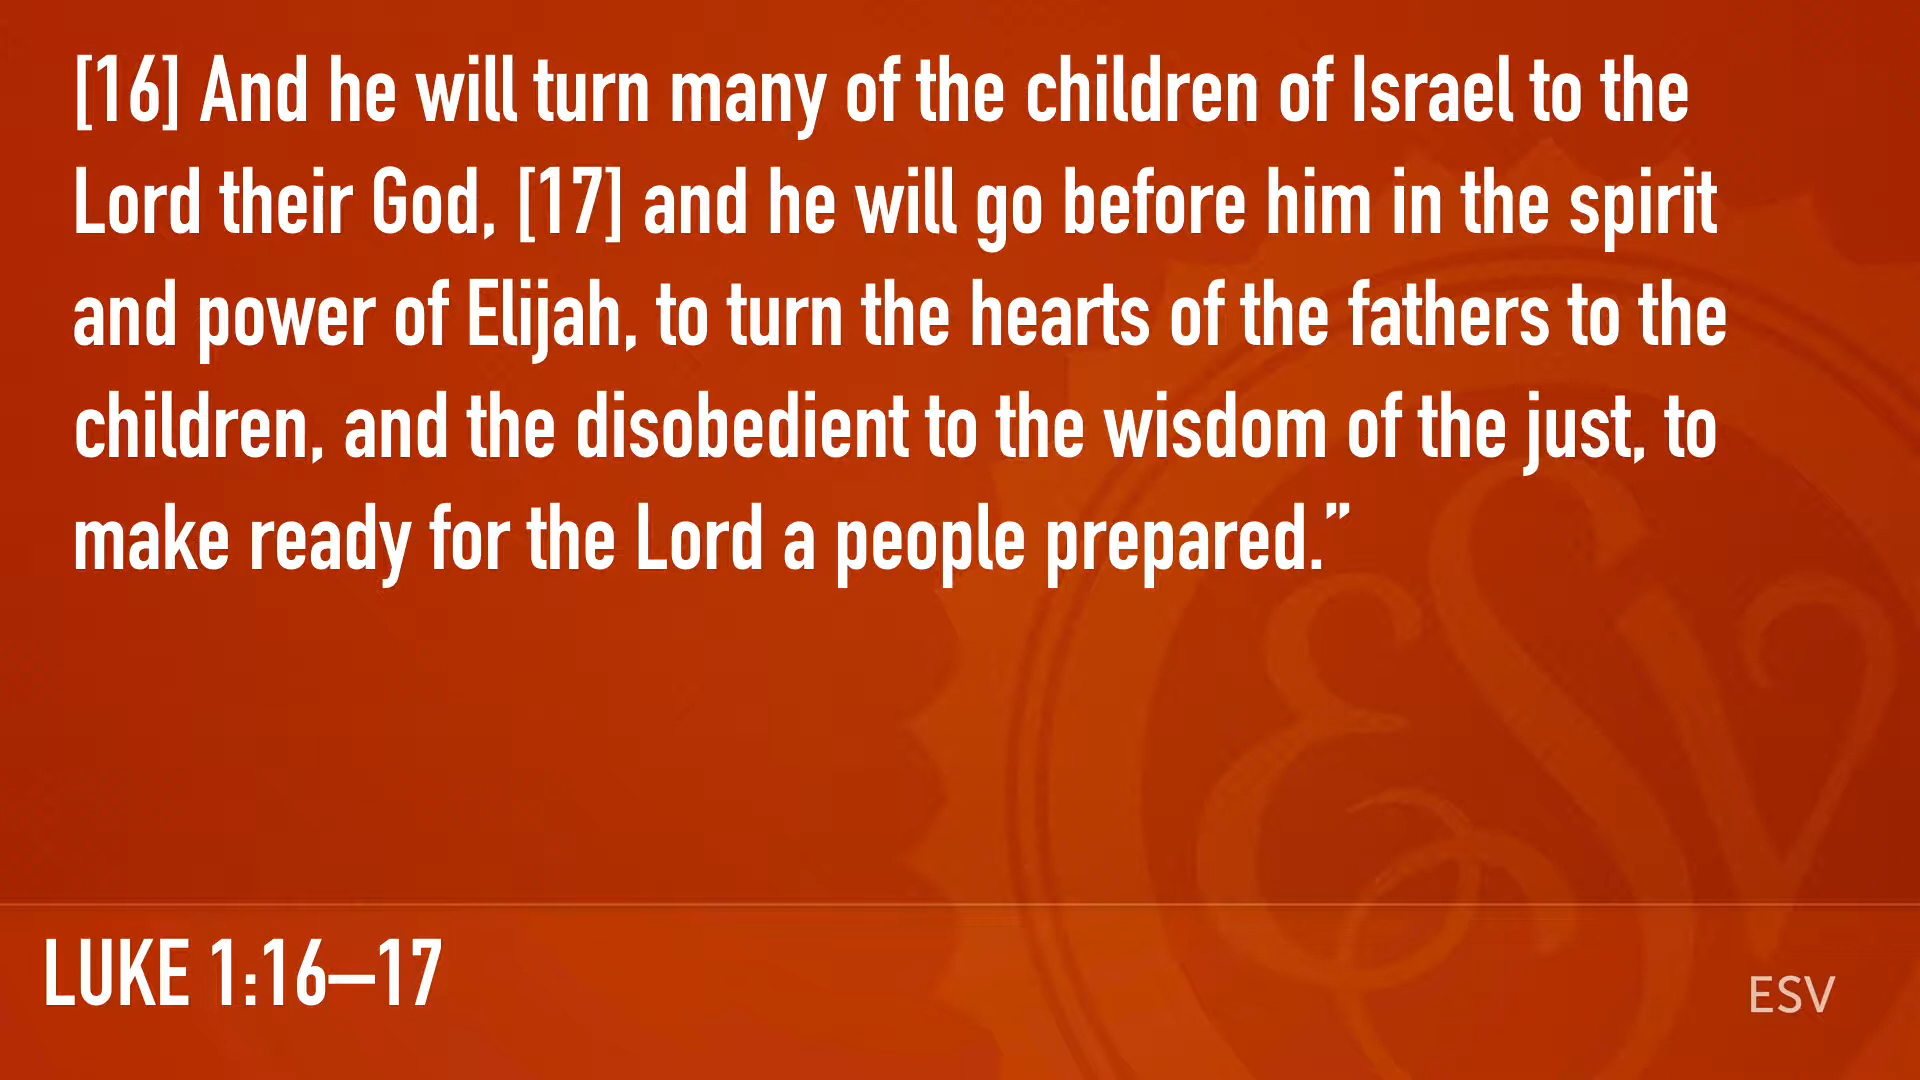 [16] And he will turn many of the children of Israel to the
Lord their God, [17] and he will go before him in the spirit
and power of Elijah, to turn the hearts of the fathers to the
children, and the disobedient to the wisdom of the just, to
make ready for the Lord a people prepared.”
ESV
LUKE 1:16–17
ESV